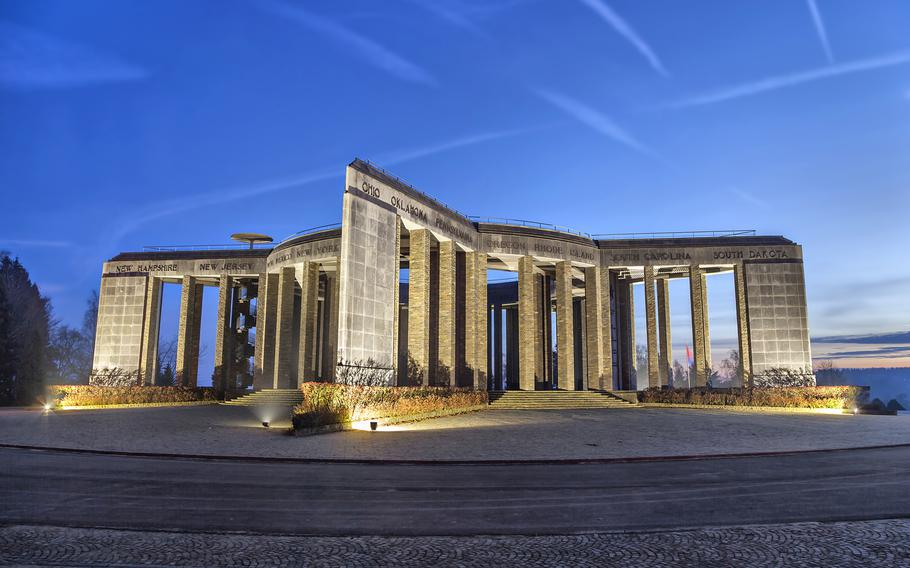 NEW HAMPSHIRE NEW JERSEY NEW MEXICO NEW YORK
OHIO OKLAHOMA PENNSYLVANIA
OREGON RHODE ISLAND SOUTH CAROLINA SOUTH DAKOTA